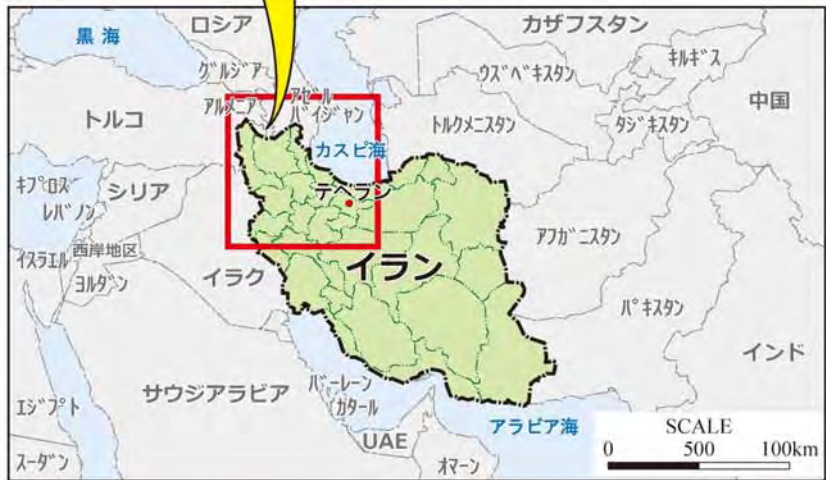 黒 海
ロシア
カザフスタン
グルジア
ウズベキスタン
キルギス
アルメニア
アゼル
バイジャン
中国
トルコ
トルクメニスタン
タジキスタン
カスピ海
キプロス
シリア
テヘラン
レバノン
アフガニスタン
イスラエル
西岸地区
イラン
イラク
ヨルダン
パキスタン
インド
サウジアラビア
バーレーン
カタール
エジプト
アラビア海
SCALE
UAE
0 500 100km
スーダン
オマーン